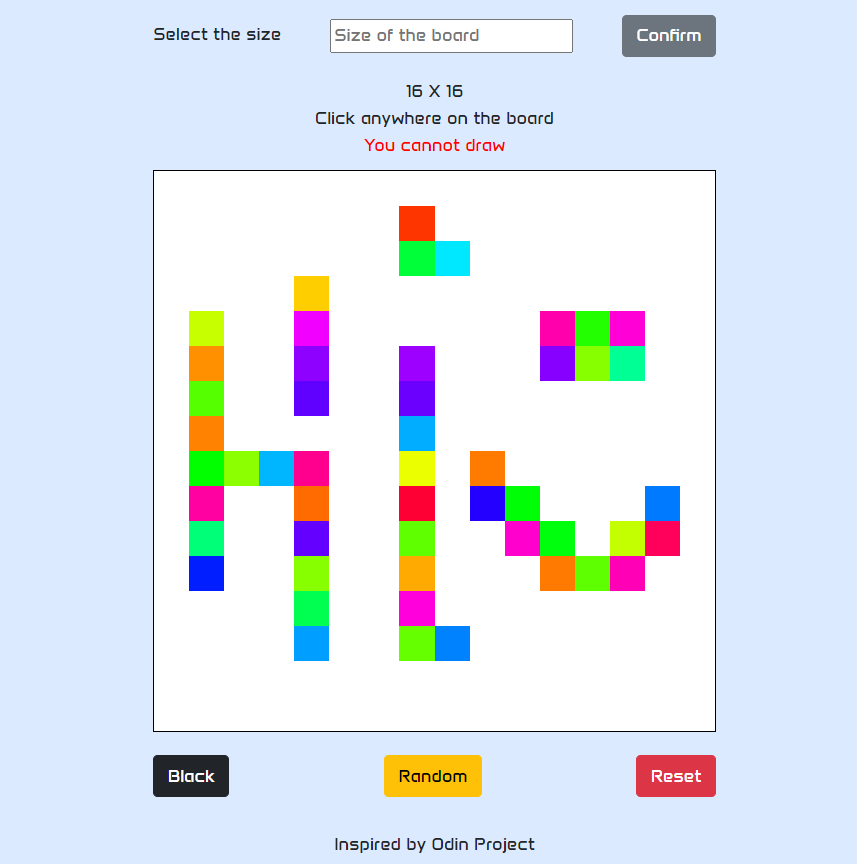 Select the size
Size of the board
Confirm
16 X 16
Click anywhere on the board
You cannot draw
Hi
Black
Random
Reset
Inspired by Odin Project